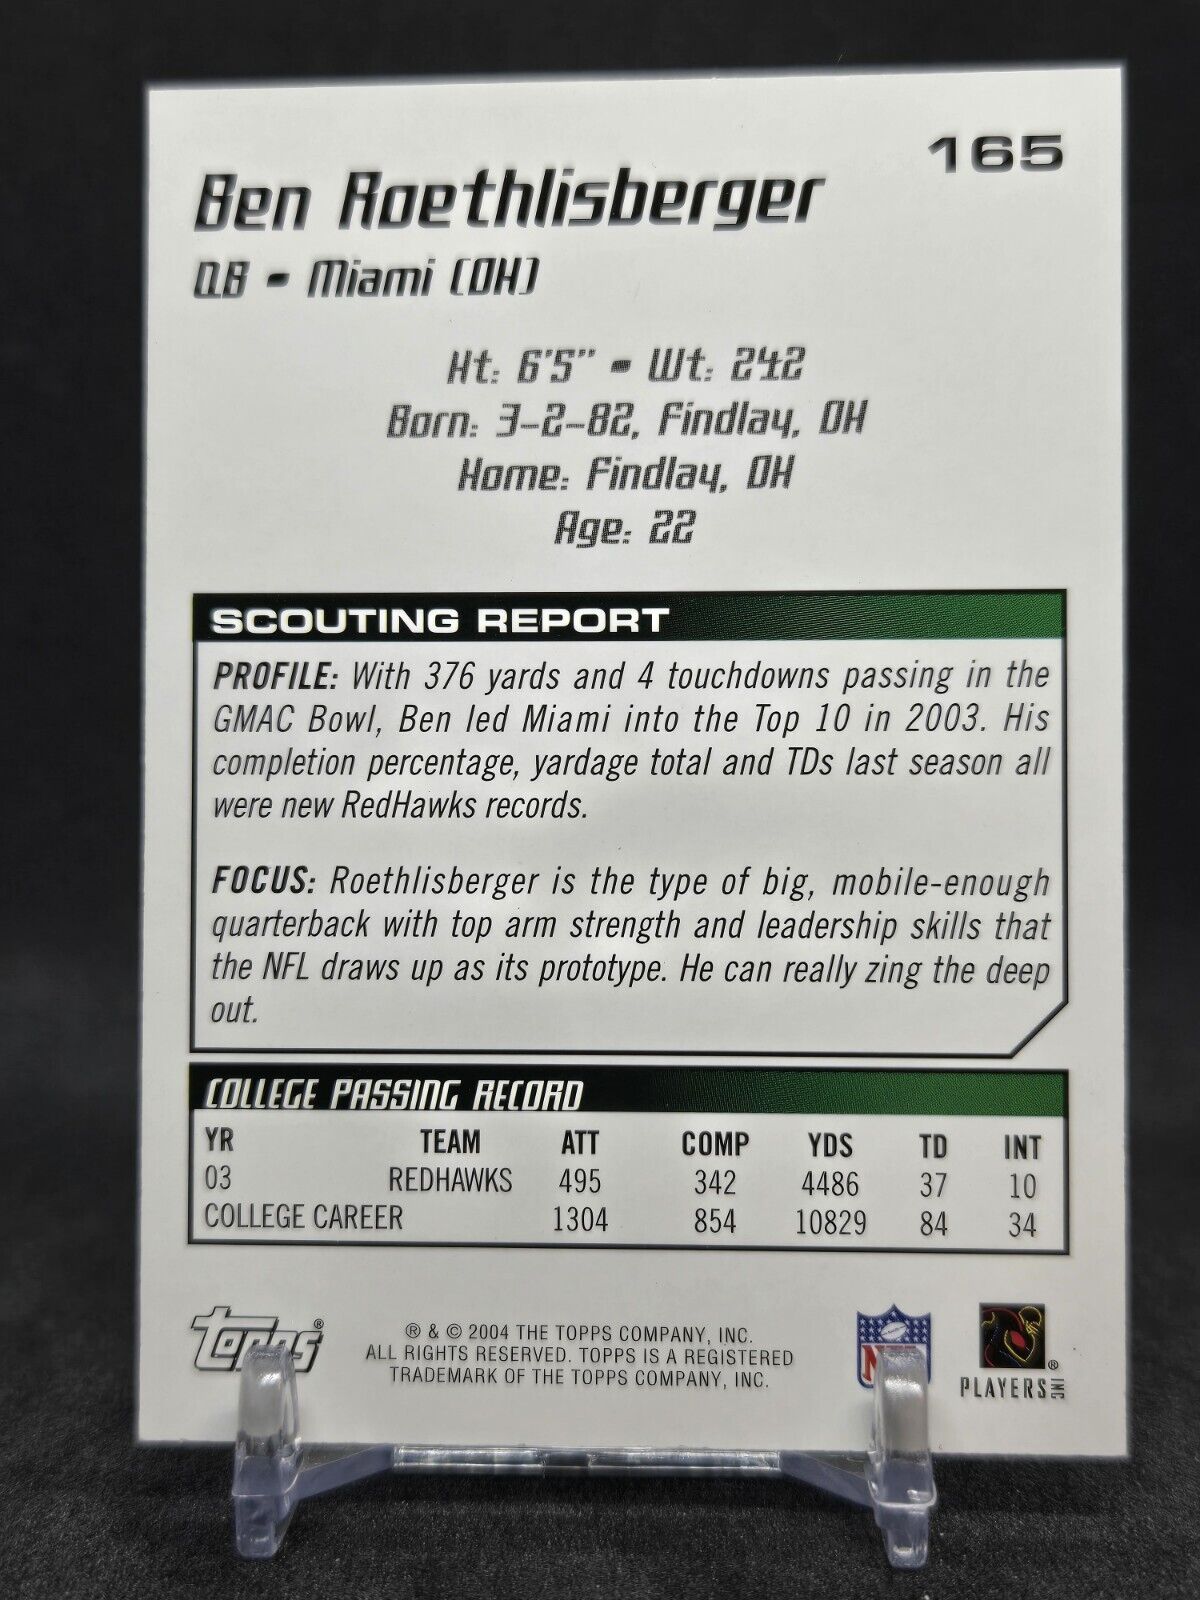 165
Ben Roethlisberger
QB - Miami (OH)
Ht: 6'5" - Wt: 242
Born: 3-2-82, Findlay, OH
Home: Findlay, OH
Age: 22
SCOUTING REPORT
PROFILE: With 376 yards and 4 touchdowns passing in the
GMAC Bowl, Ben led Miami into the Top 10 in 2003. His
completion percentage, yardage total and TDs last season all
were new RedHawks records.
FOCUS: Roethlisberger is the type of big, mobile-enough
quarterback with top arm strength and leadership skills that
the NFL draws up as its prototype. He can really zing the deep
out.
COLLEGE PASSING RECORD
YR TEAM ATT COMP YDS TD INT
03 REDHAWKS 495 342 4486 37 10
COLLEGE CAREER 1304 854 10829 84 34
topps®
® & © 2004 THE TOPPS COMPANY, INC.
ALL RIGHTS RESERVED. TOPPS IS A REGISTERED
TRADEMARK OF THE TOPPS COMPANY, INC.
®
PLAYERS INC